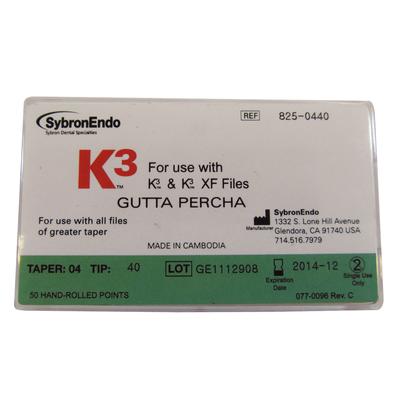 SybronEndo
Sybron Dental Specialties
REF 825-0440
K3™
For use with
K3 & K3 XF Files
GUTTA PERCHA
For use with all files
of greater taper
MADE IN CAMBODIA
Manufacturer
SybronEndo
1332 S. Lone Hill Avenue
Glendora, CA 91740 USA
714.516.7979
TAPER: 04 TIP: 40 LOT GE1112908
Expiration
Date
2014-12
2
Single Use
Only
50 HAND-ROLLED POINTS
077-0096 Rev. C